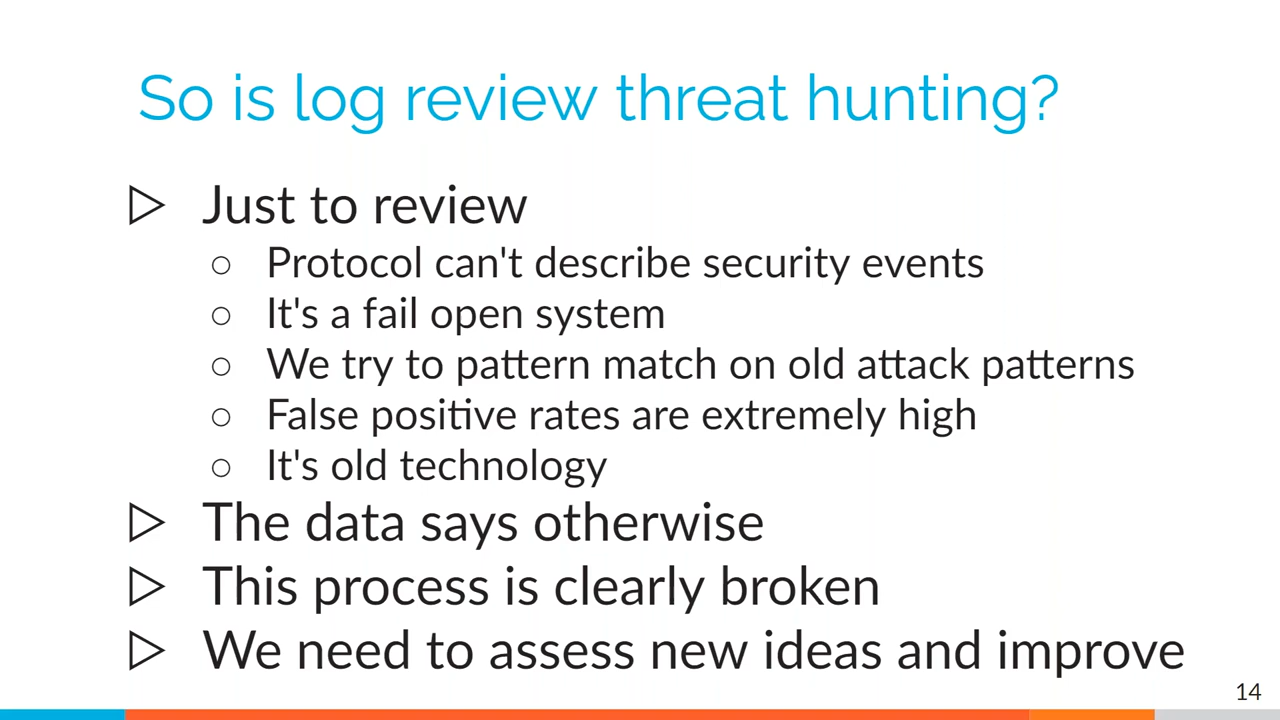 So is log review threat hunting?
▷ Just to review
○ Protocol can't describe security events
○ It's a fail open system
○ We try to pattern match on old attack patterns
○ False positive rates are extremely high
○ It's old technology
▷ The data says otherwise
▷ This process is clearly broken
▷ We need to assess new ideas and improve
14